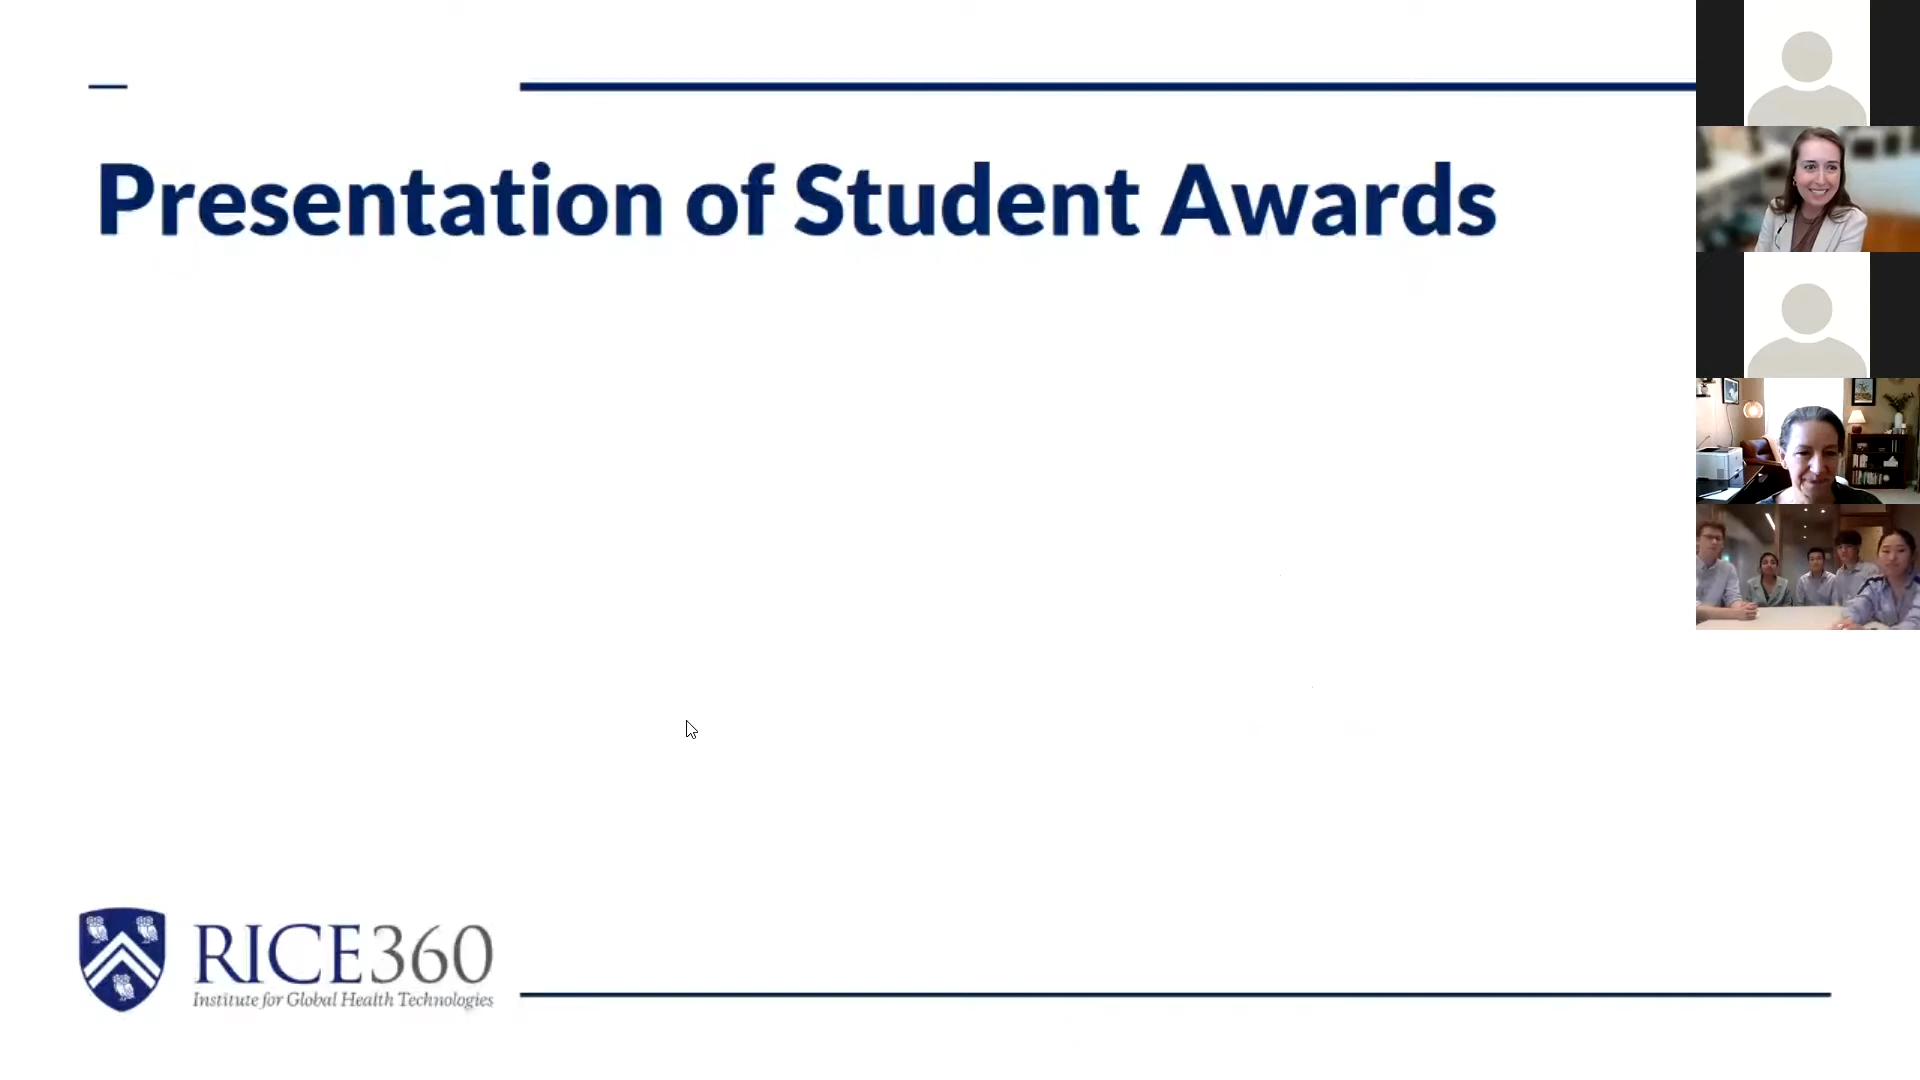 Presentation of Student Awards
RICE360
Institute for Global Health Technologies